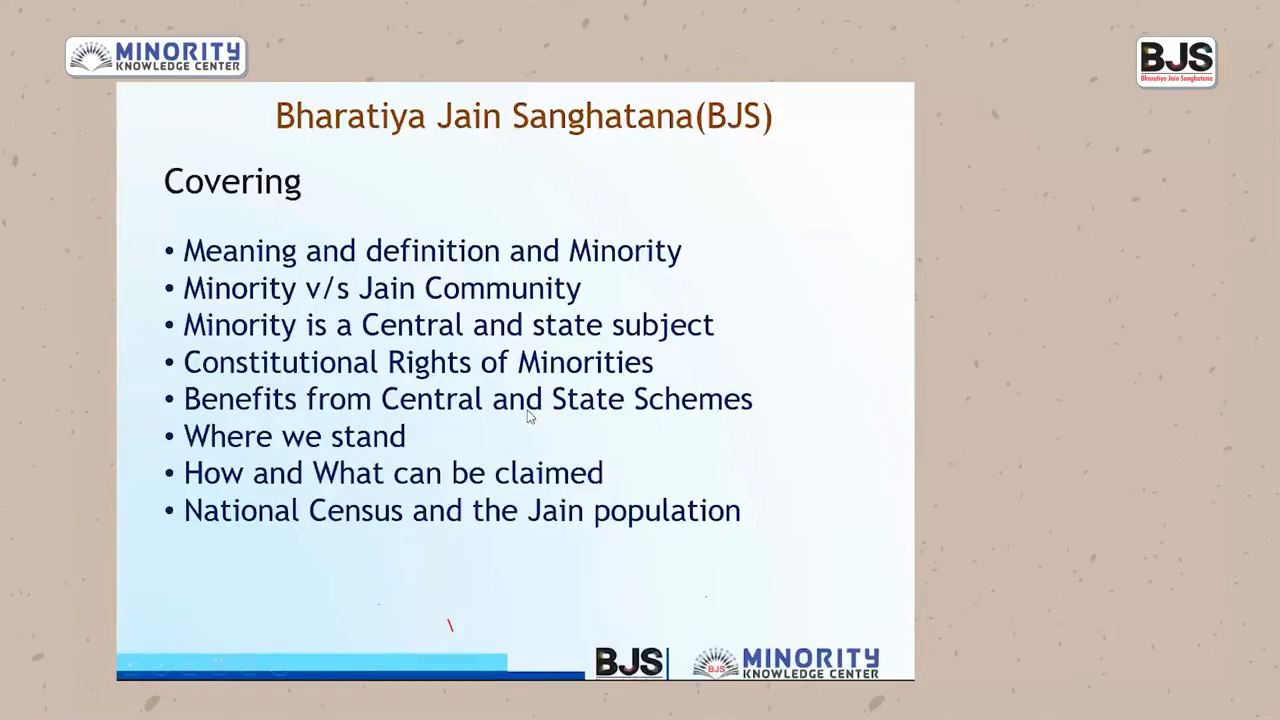 MINORITY
KNOWLEDGE CENTER
BJS
Bharatiya Jain Sanghatana
Bharatiya Jain Sanghatana(BJS)
Covering
• Meaning and definition and Minority
• Minority v/s Jain Community
• Minority is a Central and state subject
• Constitutional Rights of Minorities
• Benefits from Central and State Schemes
• Where we stand
• How and What can be claimed
• National Census and the Jain population
BJS
BJS
MINORITY
KNOWLEDGE CENTER